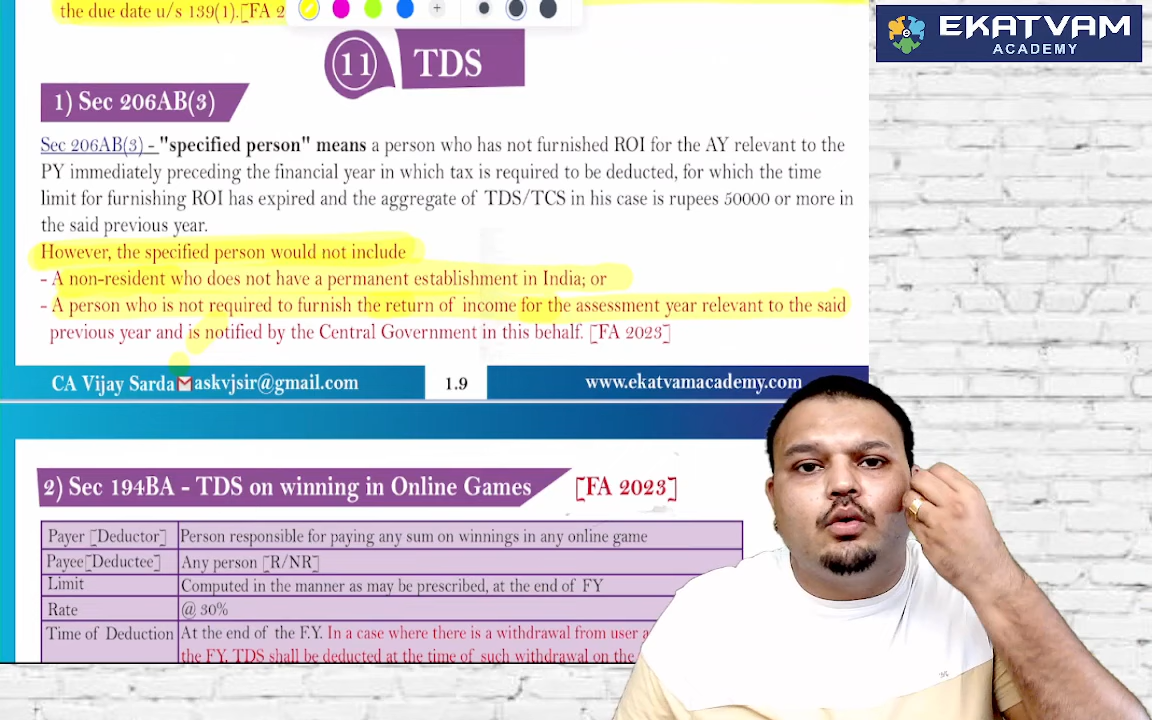 the due date u/s 139(1).[FA 2
EKATVAM
ACADEMY
11 TDS
1) Sec 206AB(3)
Sec 206AB(3) - "specified person" means a person who has not furnished ROI for the AY relevant to the
PY immediately preceding the financial year in which tax is required to be deducted, for which the time
limit for furnishing ROI has expired and the aggregate of TDS/TCS in his case is rupees 50000 or more in
the said previous year.
However, the specified person would not include
- A non-resident who does not have a permanent establishment in India; or
- A person who is not required to furnish the return of income for the assessment year relevant to the said
previous year and is notified by the Central Government in this behalf. [FA 2023]
CA Vijay Sarda askvjsir@gmail.com 1.9 www.ekatvamacademy.com
2) Sec 194BA - TDS on winning in Online Games [FA 2023]
Payer [Deductor] Person responsible for paying any sum on winnings in any online game
Payee[Deductee] Any person [R/NR]
Limit Computed in the manner as may be prescribed, at the end of FY
Rate @ 30%
Time of Deduction At the end of the F.Y. In a case where there is a withdrawal from user a
the FY, TDS shall be deducted at the time of such withdrawal on the